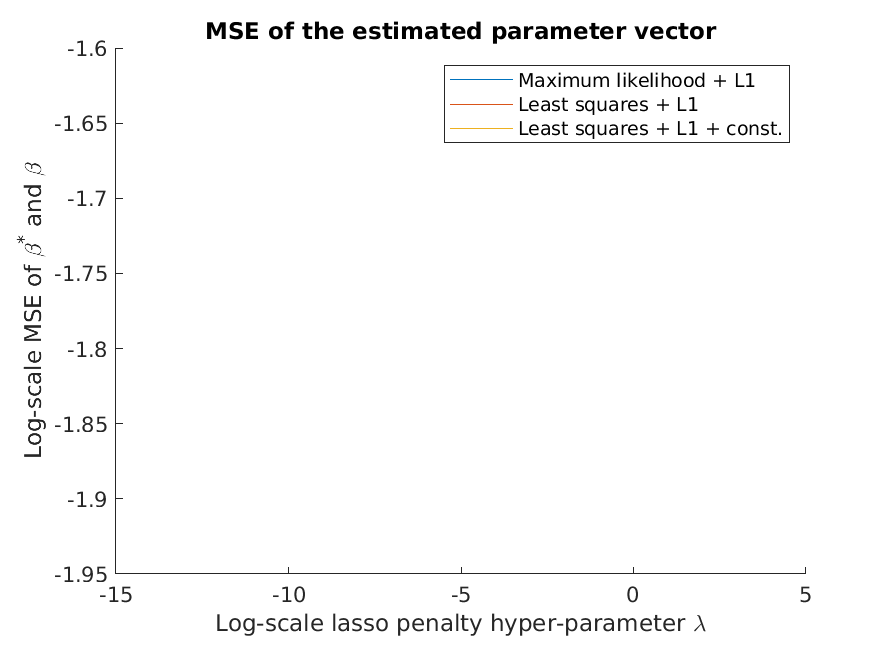 MSE of the estimated parameter vector
-1.6
-1.65
-1.7
-1.75
-1.8
-1.85
-1.9
-1.95
Log-scale MSE of β* and β
Maximum likelihood + L1
Least squares + L1
Least squares + L1 + const.
-15
-10
-5
0
5
Log-scale lasso penalty hyper-parameter λ